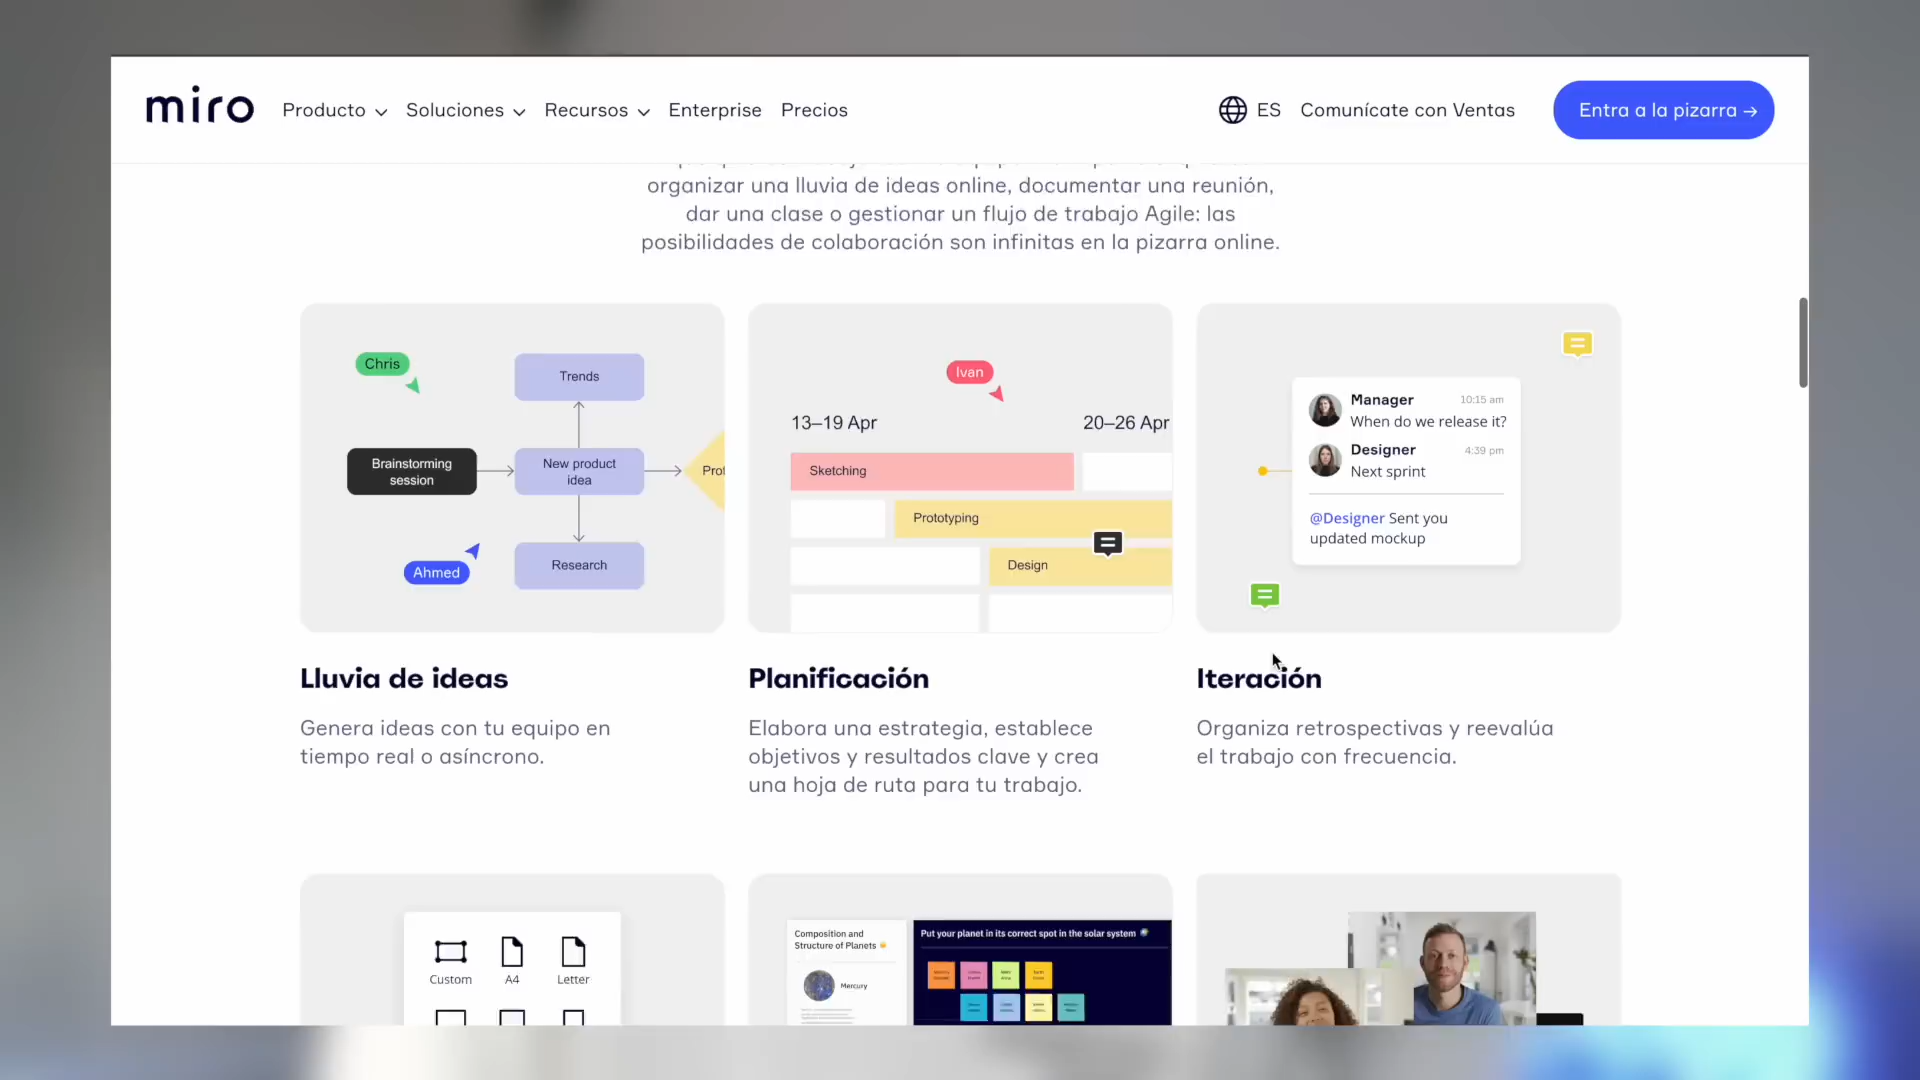 miro
Producto
Soluciones
Recursos
Enterprise
Precios
ES
Comunícate con Ventas
Entra a la pizarra →
organizar una lluvia de ideas online, documentar una reunión,
dar una clase o gestionar un flujo de trabajo Agile: las
posibilidades de colaboración son infinitas en la pizarra online.
Chris
Trends
Brainstorming
session
New product
idea
Ahmed
Research
Ivan
13–19 Apr
20–26 Apr
Sketching
Prototyping
Design
Manager
10:15 am
When do we release it?
Designer
4:39 pm
Next sprint
@Designer Sent you
updated mockup
Lluvia de ideas
Genera ideas con tu equipo en
tiempo real o asíncrono.
Planificación
Elabora una estrategia, establece
objetivos y resultados clave y crea
una hoja de ruta para tu trabajo.
Iteración
Organiza retrospectivas y reevalúa
el trabajo con frecuencia.
Custom
A4
Letter
Composition and
Structure of Planets
Mercury
Put your planet in its correct spot in the solar system